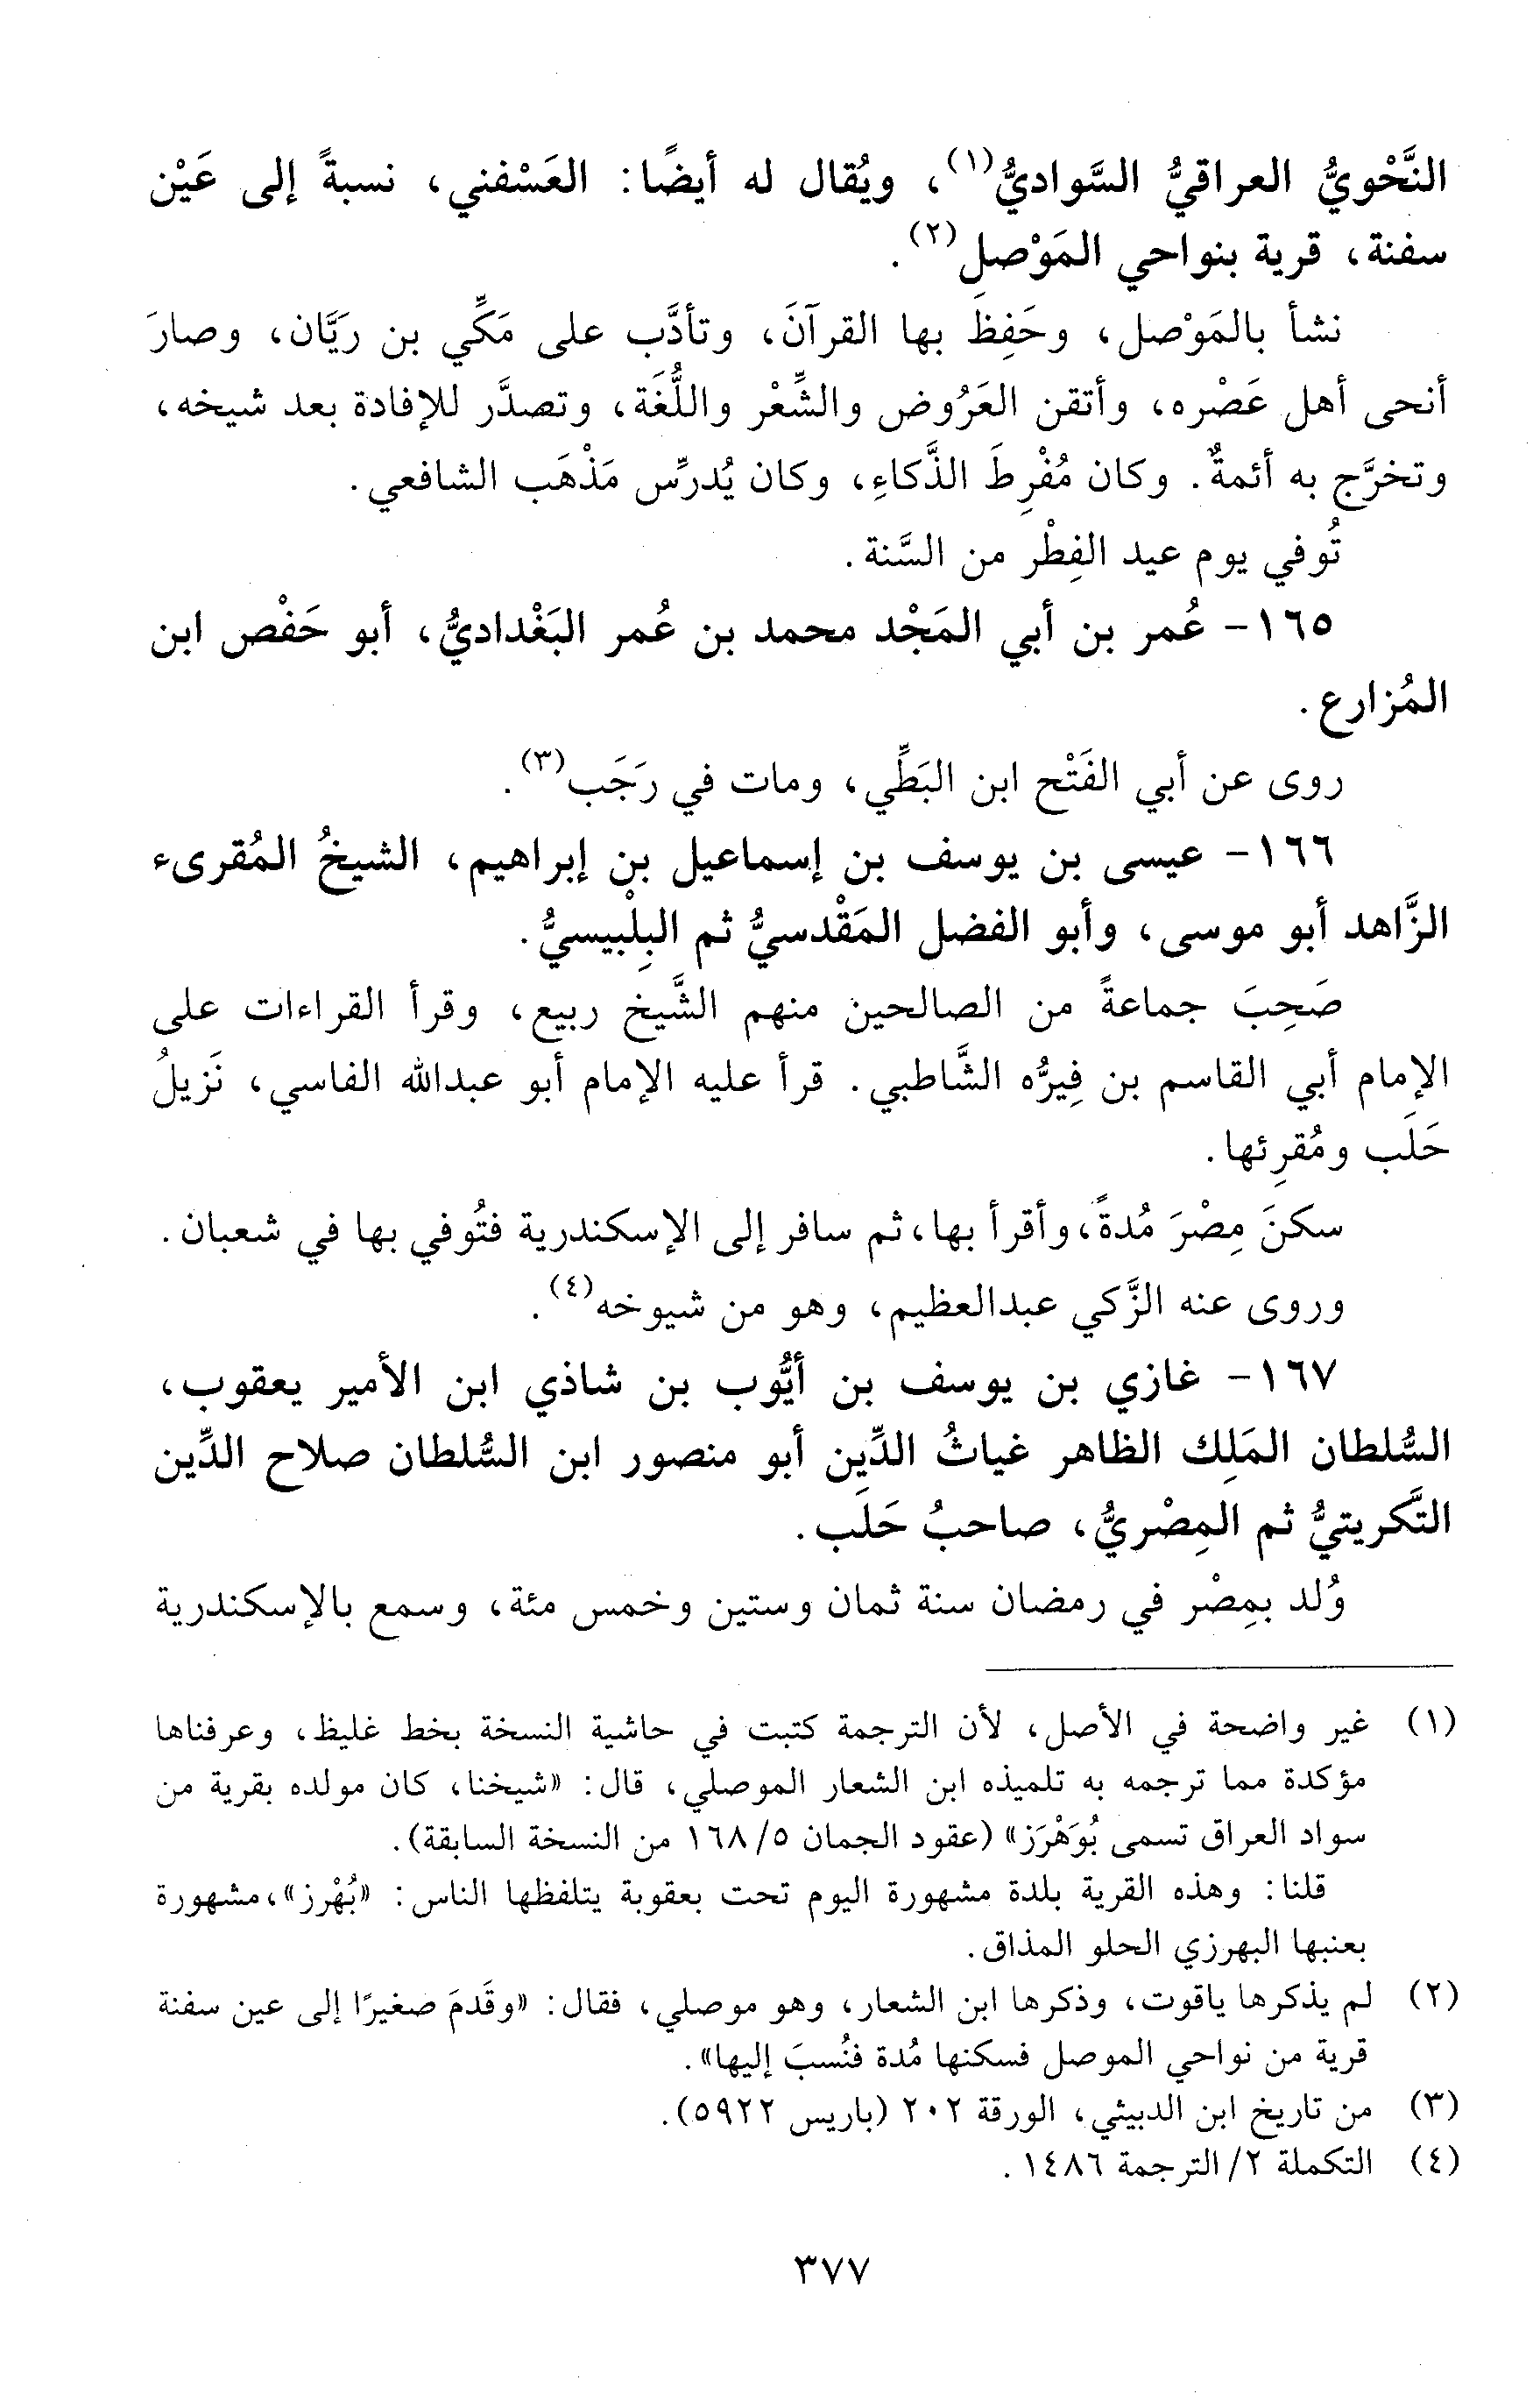 النَّحْويُّ العراقيُّ السَّواديُّ(١)، ويُقال له أيضًا: العَسْفني، نسبةً إلى عَيْن
سفنة، قرية بنواحي المَوْصلِ(٢).
نشأ بالمَوْصل، وحَفِظَ بها القرآنَ، وتأدَّب على مَكِّي بن رَيَّان، وصارَ
أنحى أهل عَصْره، وأتقن العَرُوض والشِّعْر واللُّغَة، وتصدَّر للإفادة بعد شيخه،
وتخرَّج به أئمةٌ. وكان مُفْرِطَ الذَّكاءِ، وكان يُدرِّس مَذْهَب الشافعي.
تُوفي يوم عيد الفِطْر من السَّنة.
١٦٥- عُمر بن أبي المَجْد محمد بن عُمر البَغْداديُّ، أبو حَفْص ابن
المُزارع.
روى عن أبي الفَتْح ابن البَطِّي، ومات في رَجَب(٣).
١٦٦- عيسى بن يوسف بن إسماعيل بن إبراهيم، الشيخُ المُقرىء
الزَّاهد أبو موسى، وأبو الفضل المَقْدسيُّ ثم البِلْبيسيُّ.
صَحِبَ جماعةً من الصالحين منهم الشَّيخ ربيع، وقرأ القراءات على
الإمام أبي القاسم بن فِيرُّه الشَّاطبي. قرأ عليه الإمام أبو عبدالله الفاسي، نَزيلُ
حَلَب ومُقرِئها.
سكنَ مِصْرَ مُدةً، وأقرأ بها، ثم سافر إلى الإسكندرية فتُوفي بها في شعبان.
وروى عنه الزَّكي عبدالعظيم، وهو من شيوخه(٤).
١٦٧- غازي بن يوسف بن أيُّوب بن شاذي ابن الأمير يعقوب،
السُّلطان المَلِك الظاهر غياثُ الدِّين أبو منصور ابن السُّلطان صلاح الدِّين
التَّكريتيُّ ثم المِصْريُّ، صاحبُ حَلَب.
وُلد بمِصْر في رمضان سنة ثمان وستين وخمس مئة، وسمع بالإسكندرية
(١) غير واضحة في الأصل، لأن الترجمة كتبت في حاشية النسخة بخط غليظ، وعرفناها
مؤكدة مما ترجمه به تلميذه ابن الشعار الموصلي، قال: «شيخنا، كان مولده بقرية من
سواد العراق تسمى بُوَهْرَز» (عقود الجمان ٥/ ١٦٨ من النسخة السابقة).
قلنا: وهذه القرية بلدة مشهورة اليوم تحت بعقوبة يتلفظها الناس: «بُهْرز»، مشهورة
بعنبها البهرزي الحلو المذاق.
(٢) لم يذكرها ياقوت، وذكرها ابن الشعار، وهو موصلي، فقال: «وقَدمَ صغيرًا إلى عين سفنة
قرية من نواحي الموصل فسكنها مُدة فنُسبَ إليها».
(٣) من تاريخ ابن الدبيثي، الورقة ٢٠٢ (باريس ٥٩٢٢).
(٤) التكملة ٢/ الترجمة ١٤٨٦.
٣٧٧